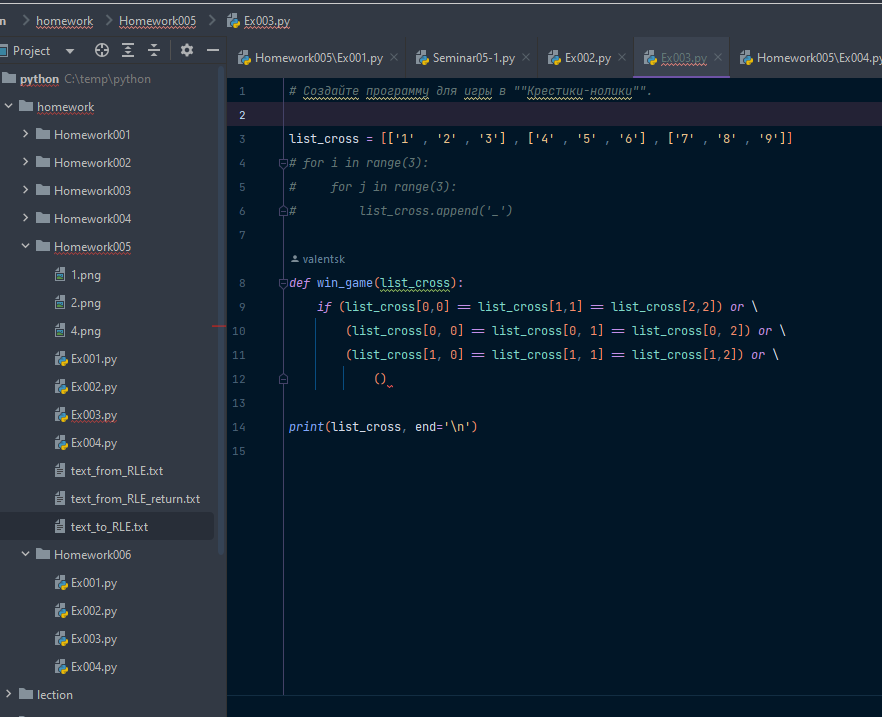 n > homework > Homework005 > Ex003.py
Project
Homework005\Ex001.py × Seminar05-1.py × Ex002.py × Ex003.py × Homework005\Ex004.py
python C:\temp\python
homework
Homework001
Homework002
Homework003
Homework004
Homework005
1.png
2.png
4.png
Ex001.py
Ex002.py
Ex003.py
Ex004.py
text_from_RLE.txt
text_from_RLE_return.txt
text_to_RLE.txt
Homework006
Ex001.py
Ex002.py
Ex003.py
Ex004.py
lection
1 # Создайте программу для игры в ""Крестики-нолики"".
2
3 list_cross = [['1' , '2' , '3'] , ['4' , '5' , '6'] , ['7' , '8' , '9']]
4 # for i in range(3):
5 #     for j in range(3):
6 #         list_cross.append('_')
7
valentsk
8 def win_game(list_cross):
9     if (list_cross[0,0] == list_cross[1,1] == list_cross[2,2]) or \
10         (list_cross[0, 0] == list_cross[0, 1] == list_cross[0, 2]) or \
11         (list_cross[1, 0] == list_cross[1, 1] == list_cross[1,2]) or \
12             ()
13
14 print(list_cross, end='\n')
15